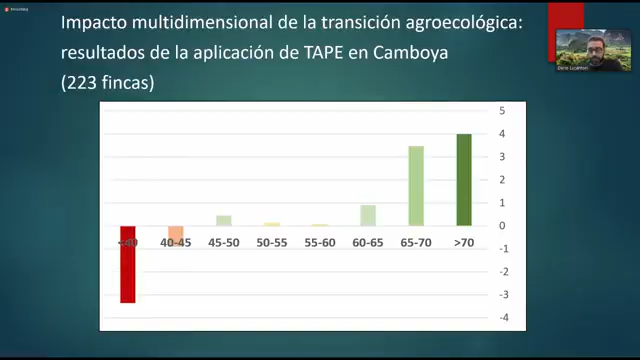 Impacto multidimensional de la transición agroecológica:
resultados de la aplicación de TAPE en Camboya
(223 fincas)
5
4
3
2
1
0
-1
-2
-3
-4
<40 40-45 45-50 50-55 55-60 60-65 65-70 >70